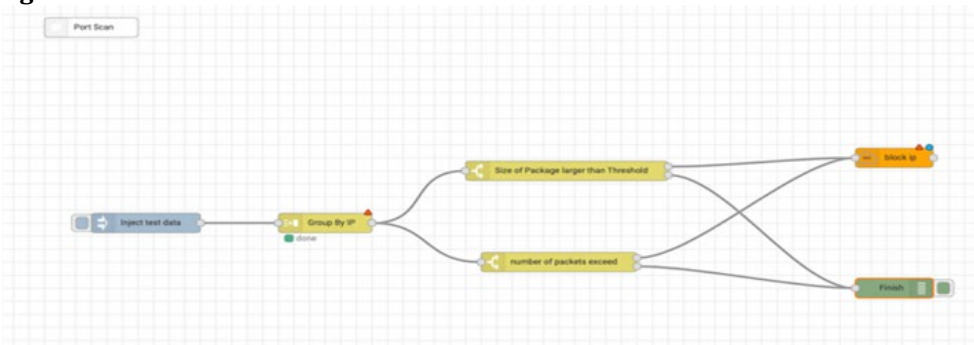 Port Scan
Size of Package larger than Threshold
block ip
Inject test data
Group By IP
done
number of packets exceed
Finish